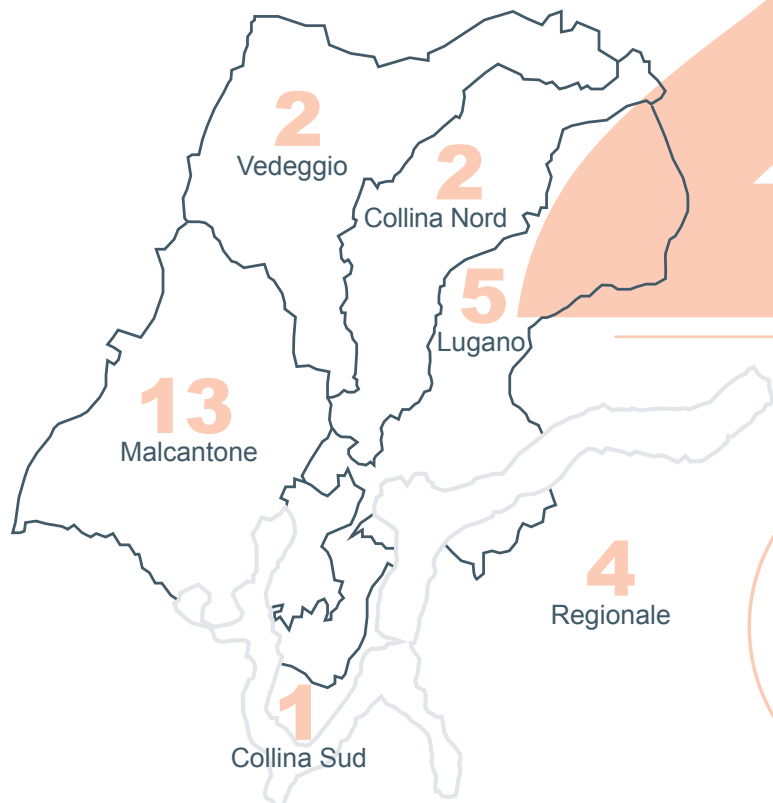 2
Vedeggio
2
Collina Nord
5
Lugano
13
Malcantone
4
Regionale
1
Collina Sud